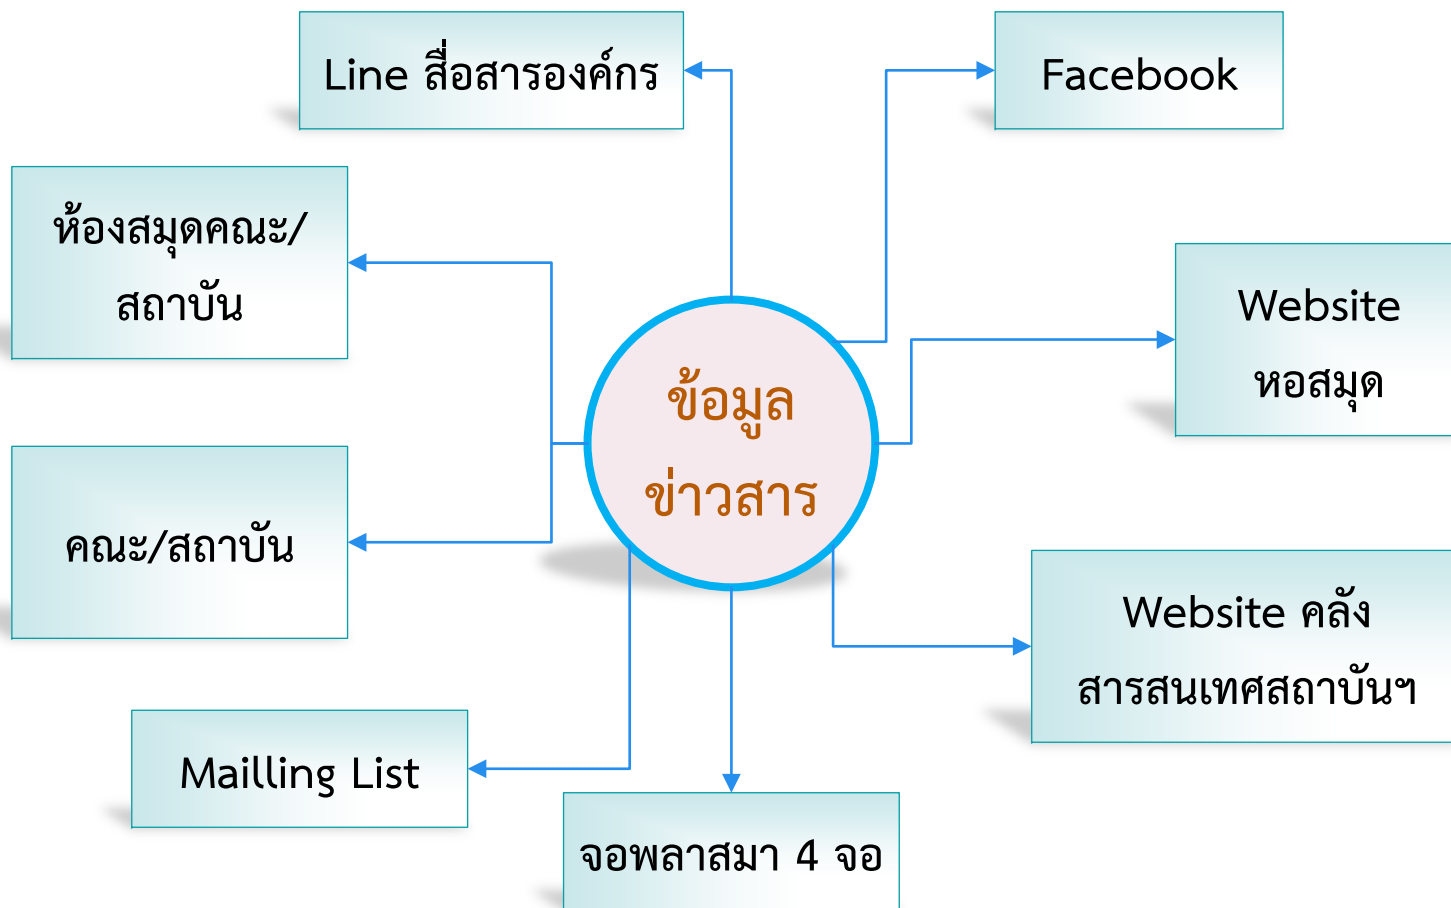 Line สื่อสารองค์กร
Facebook
ห้องสมุดคณะ/
สถาบัน
Website
หอสมุด
ข้อมูล
ข่าวสาร
คณะ/สถาบัน
Website คลัง
สารสนเทศสถาบันฯ
Mailling List
จอพลาสมา 4 จอ